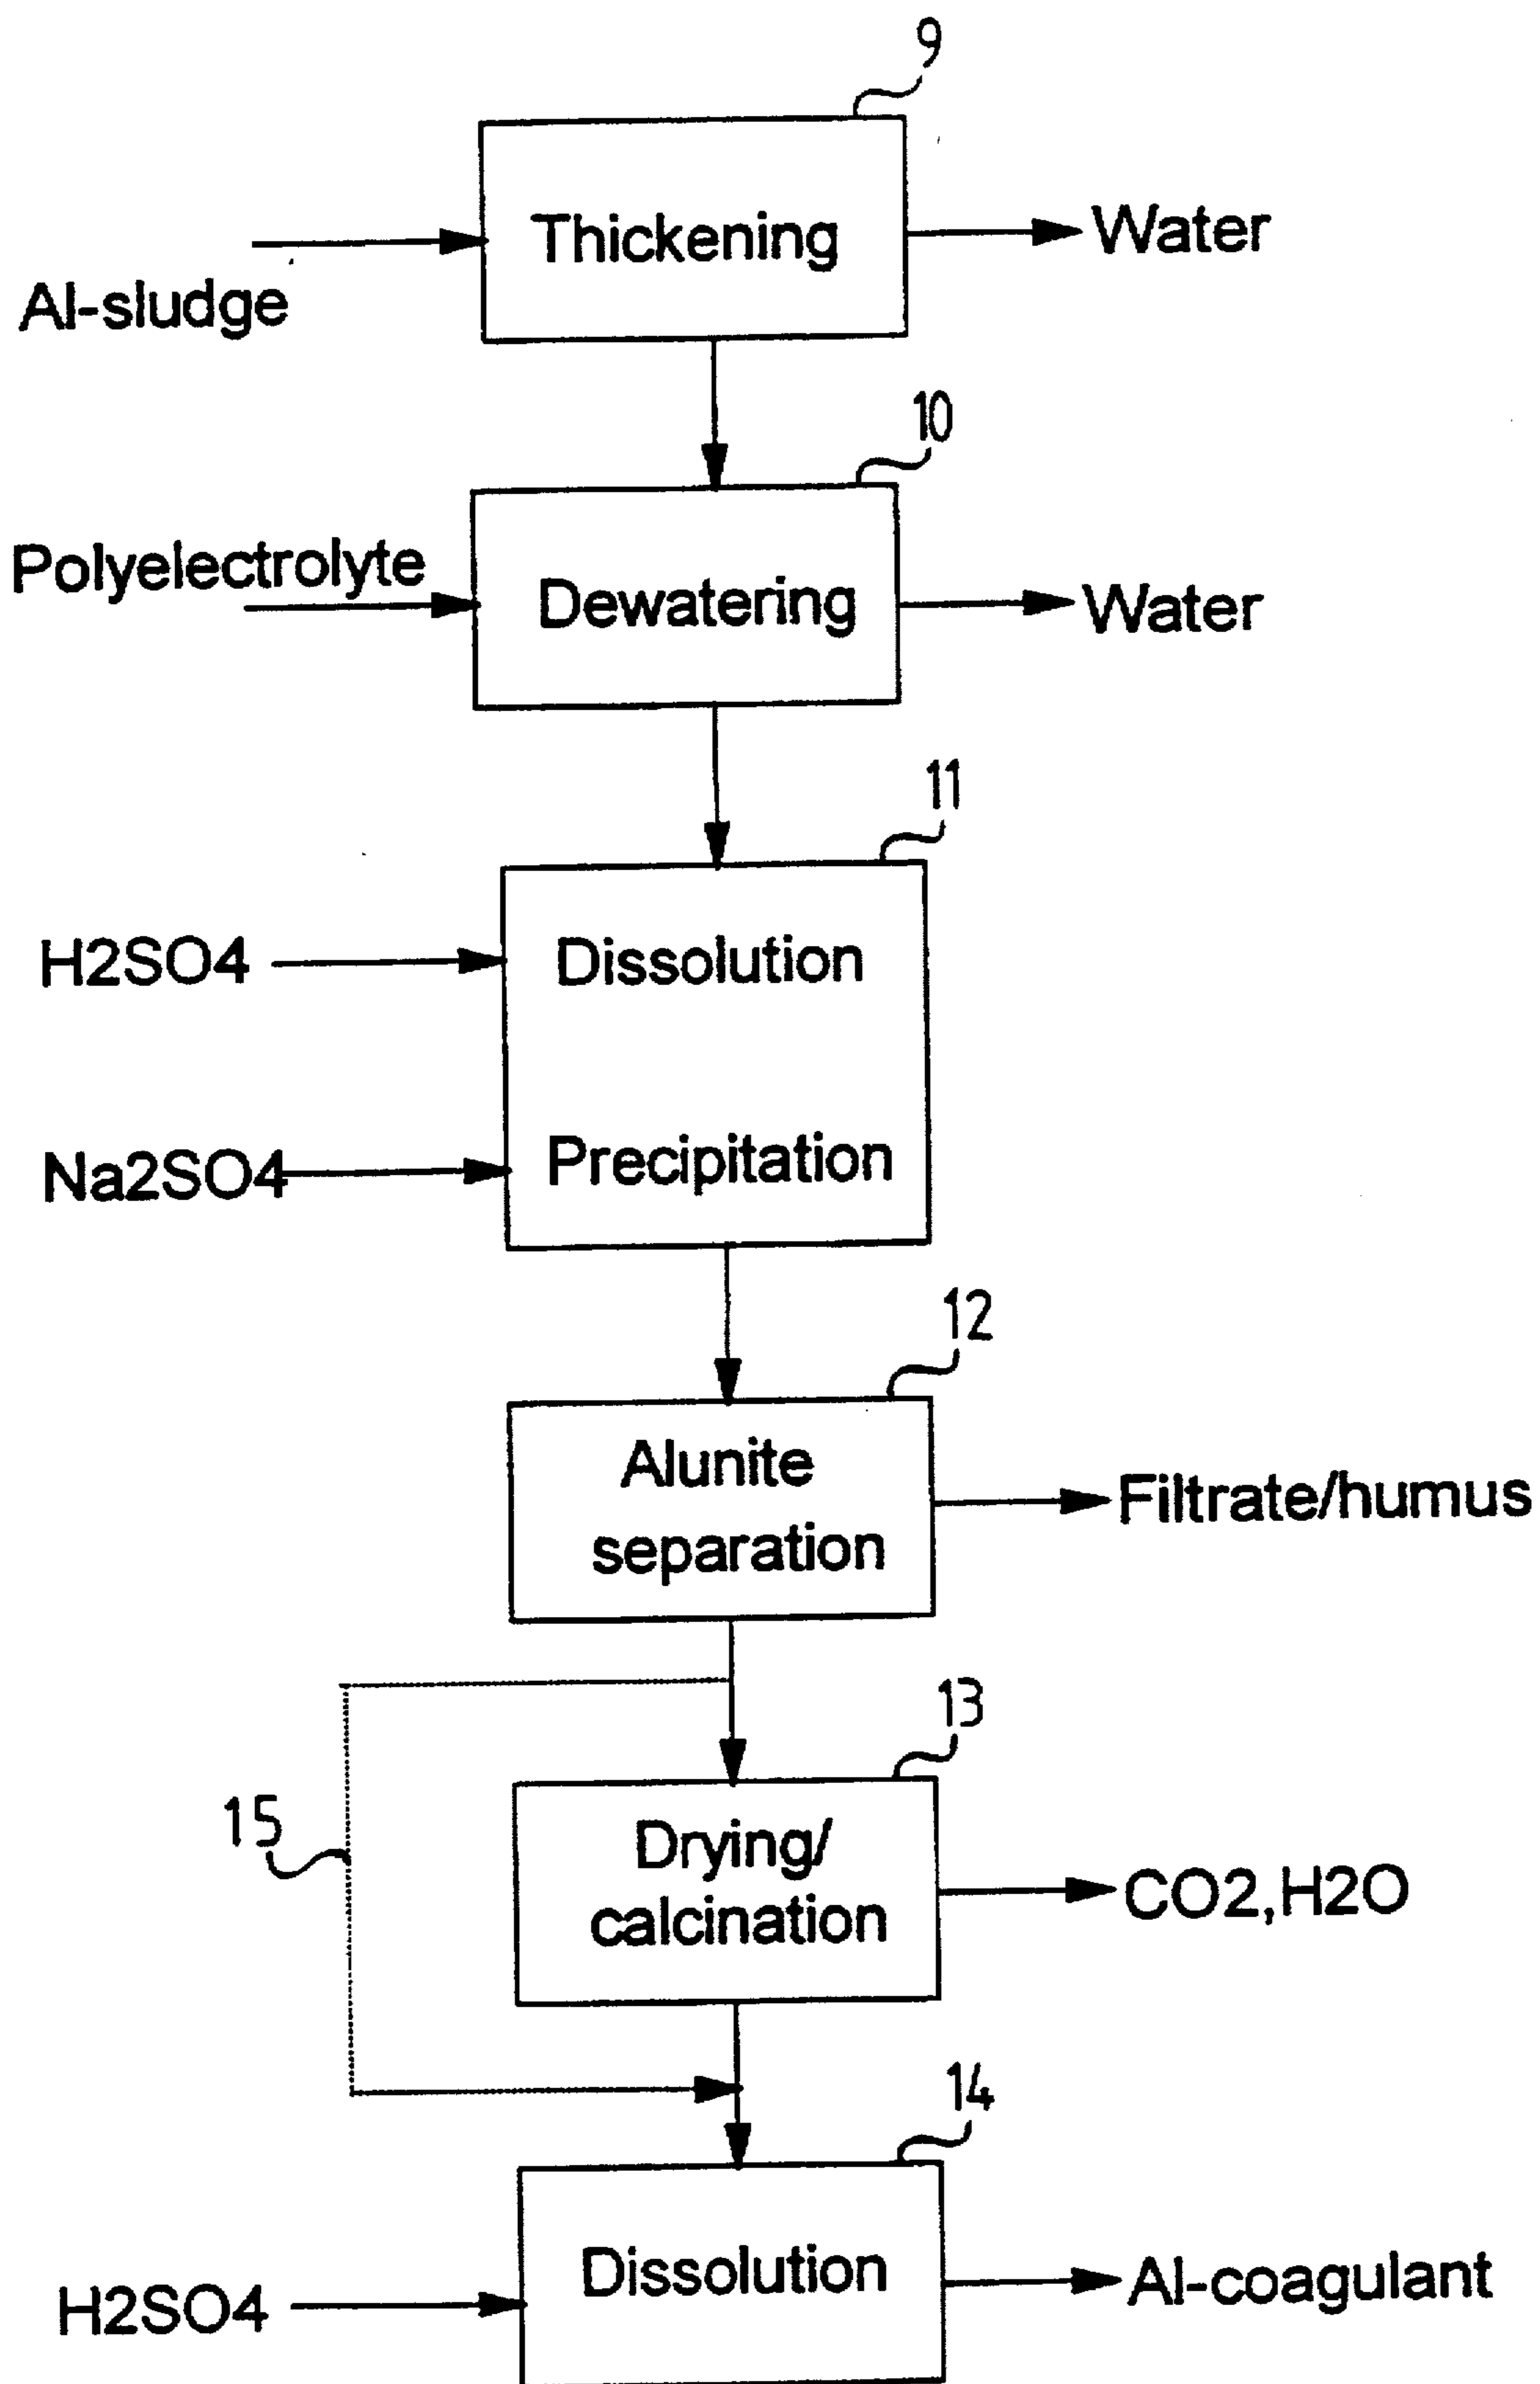 9
Thickening
Water
Al-sludge
10
Polyelectrolyte
Dewatering
Water
11
H2SO4
Dissolution
Na2SO4
Precipitation
12
Alunite
separation
Filtrate/humus
13
15
Drying/
calcination
CO2,H2O
14
H2SO4
Dissolution
Al-coagulant